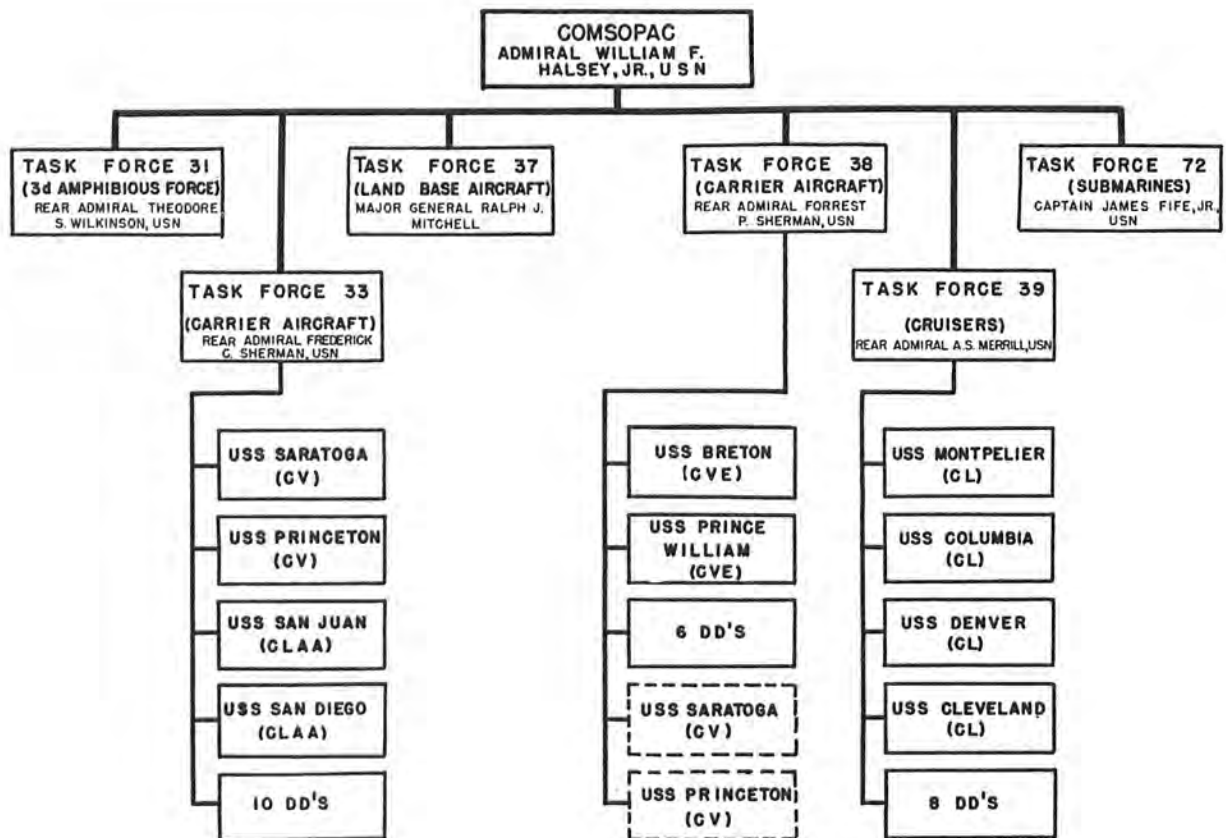 COMSOPAC
ADMIRAL WILLIAM F.
HALSEY, JR., USN
TASK FORCE 31
(3d AMPHIBIOUS FORCE)
REAR ADMIRAL THEODORE
S. WILKINSON, USN
TASK FORCE 37
(LAND BASE AIRCRAFT)
MAJOR GENERAL RALPH J.
MITCHELL
TASK FORCE 38
(CARRIER AIRCRAFT)
REAR ADMIRAL FORREST
P. SHERMAN, USN
TASK FORCE 72
(SUBMARINES)
CAPTAIN JAMES FIFE, JR.,
USN
TASK FORCE 33
(CARRIER AIRCRAFT)
REAR ADMIRAL FREDERICK
C. SHERMAN, USN
TASK FORCE 39
(CRUISERS)
REAR ADMIRAL A.S. MERRILL, USN
USS SARATOGA
(CV)
USS PRINCETON
(CV)
USS SAN JUAN
(CLAA)
USS SAN DIEGO
(CLAA)
10 DD'S
USS BRETON
(CVE)
USS PRINCE
WILLIAM
(CVE)
6 DD'S
USS SARATOGA
(CV)
USS PRINCETON
(CV)
USS MONTPELIER
(CL)
USS COLUMBIA
(CL)
USS DENVER
(CL)
USS CLEVELAND
(CL)
8 DD'S